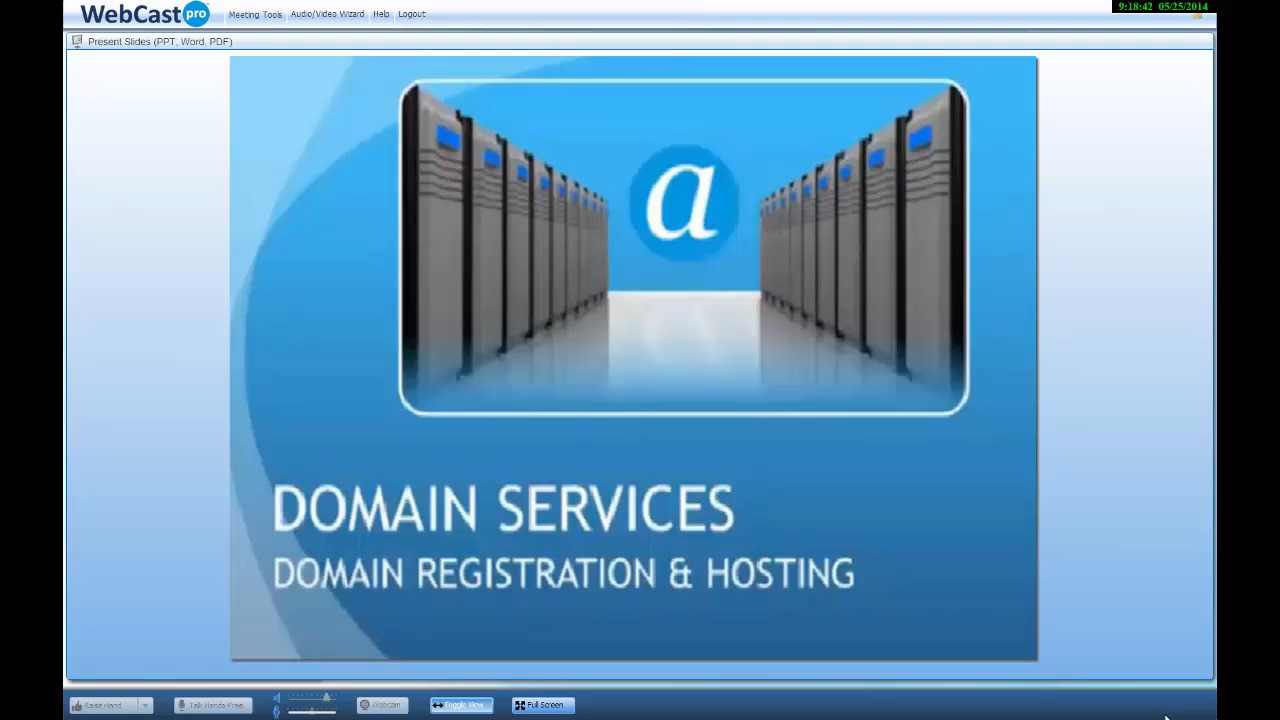 WebCast pro
Meeting Tools Audio/Video Wizard Help Logout
9:18:42 05/25/2014
Present Slides (PPT, Word, PDF)
a
DOMAIN SERVICES
DOMAIN REGISTRATION & HOSTING
Raise Hand Talk Hands-Free Webcam Toggle View Full Screen